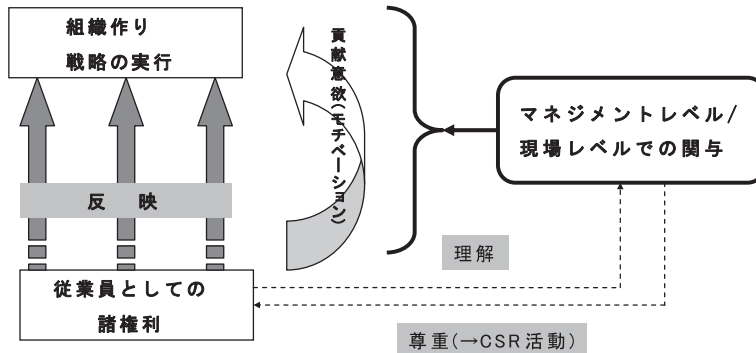 組織作り
戦略の実行
貢献意欲(モチベーション)
マネジメントレベル/
現場レベルでの関与
反　映
理解
従業員としての
諸権利
尊重(→CSR活動)